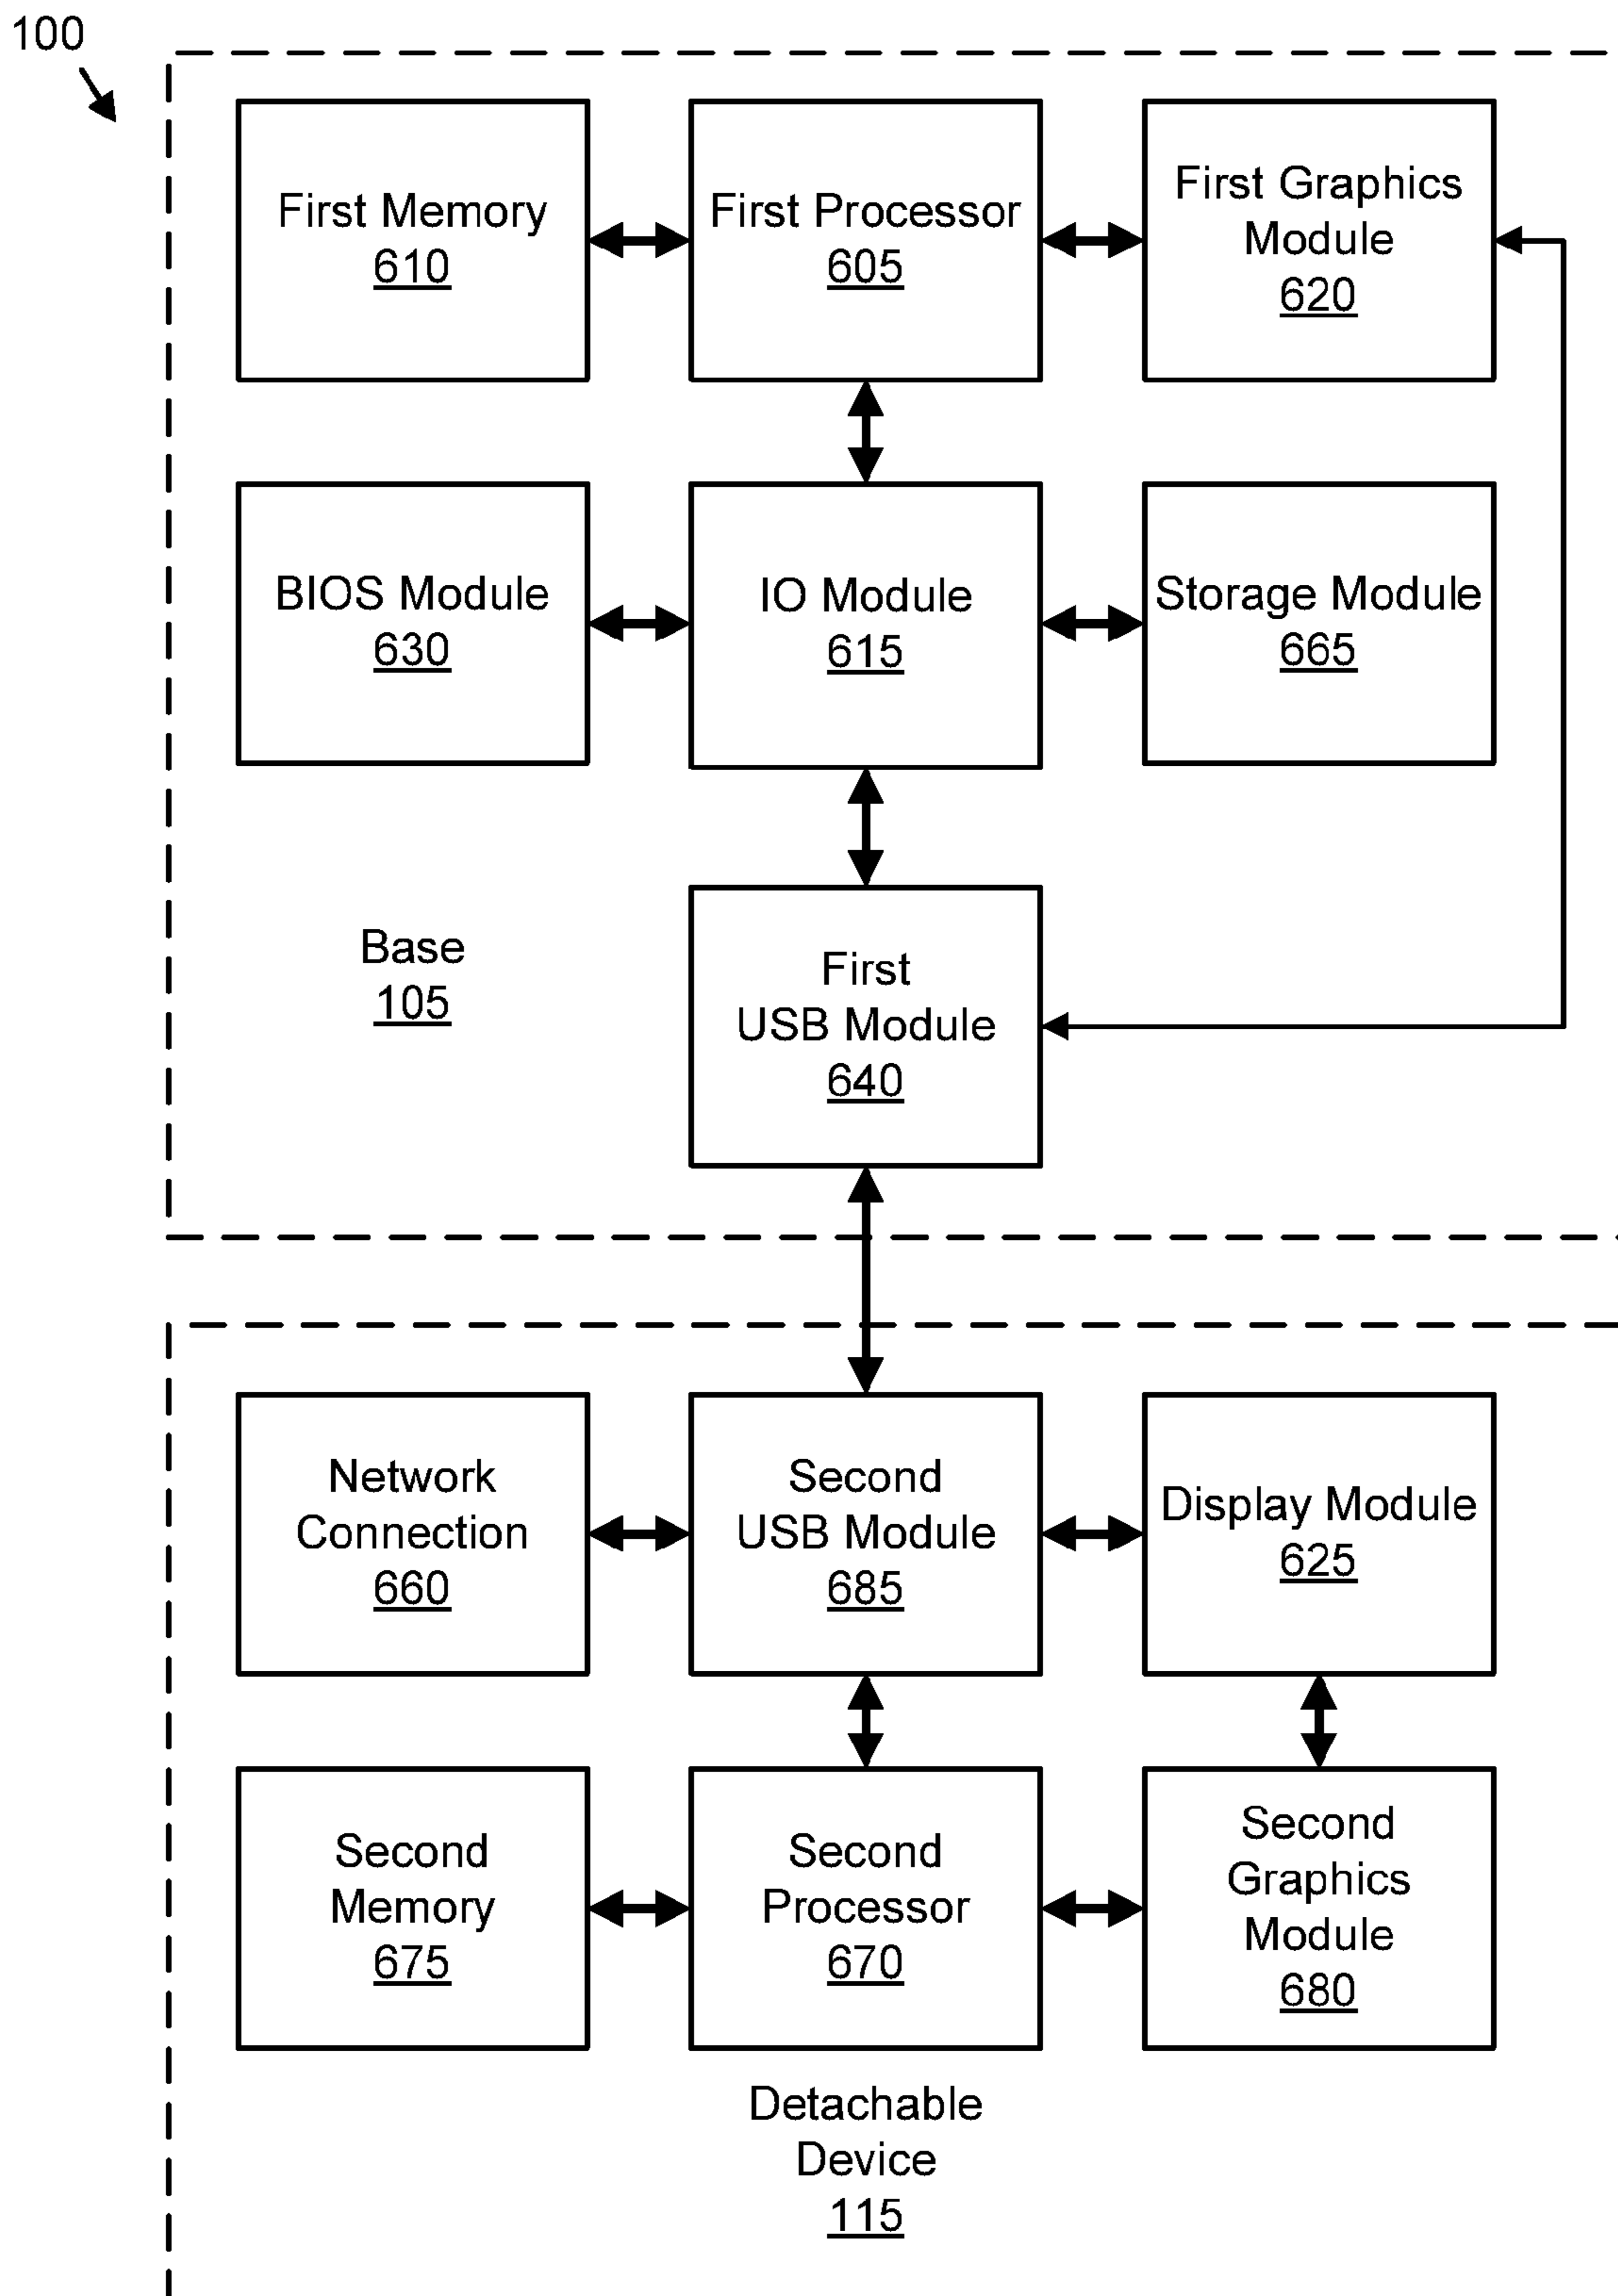 100
First Memory
610
First Processor
605
First Graphics
Module
620
BIOS Module
630
IO Module
615
Storage Module
665
Base
105
First
USB Module
640
Network
Connection
660
Second
USB Module
685
Display Module
625
Second
Memory
675
Second
Processor
670
Second
Graphics
Module
680
Detachable
Device
115